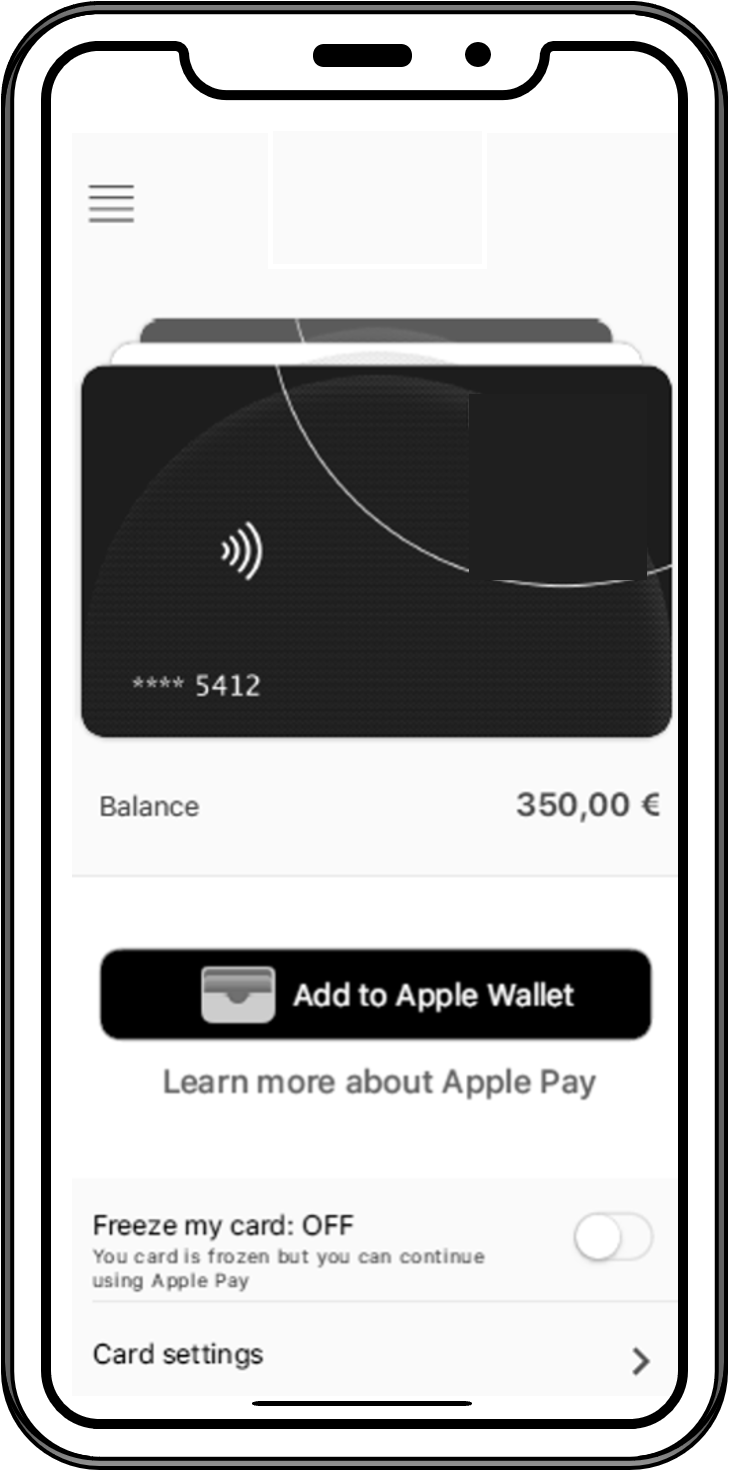 **** 5412
Balance 350,00 €
Add to Apple Wallet
Learn more about Apple Pay
Freeze my card: OFF
You card is frozen but you can continue
using Apple Pay
Card settings